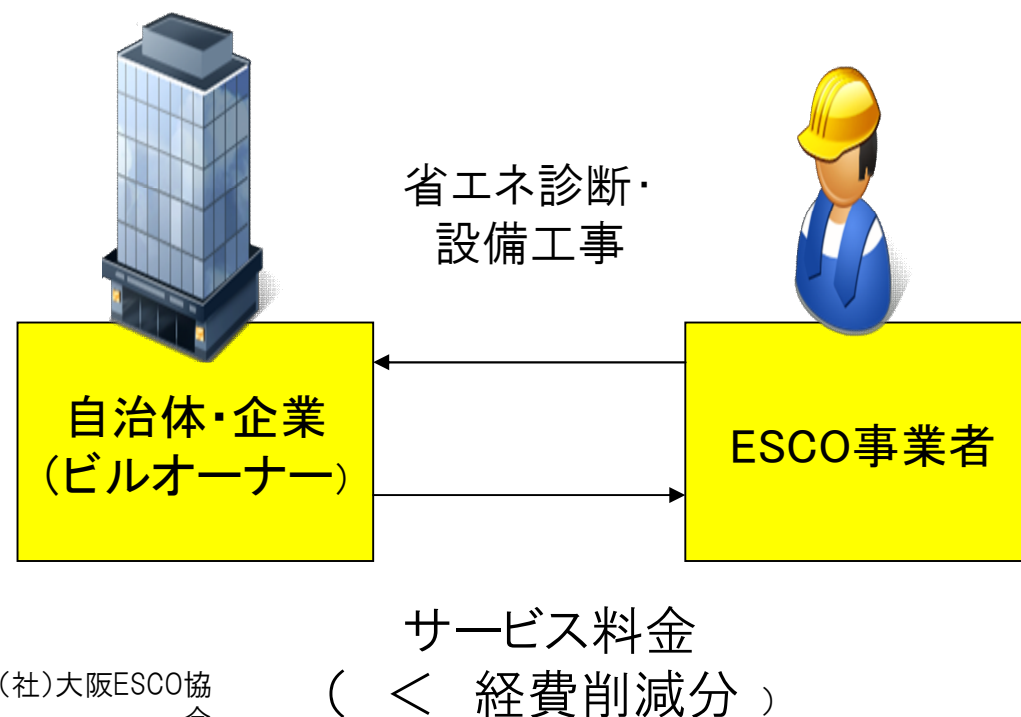 省エネ診断・
設備工事
自治体・企業
(ビルオーナー)
ESCO事業者
サービス料金
( ＜ 経費削減分 )
(社)大阪ESCO協
会